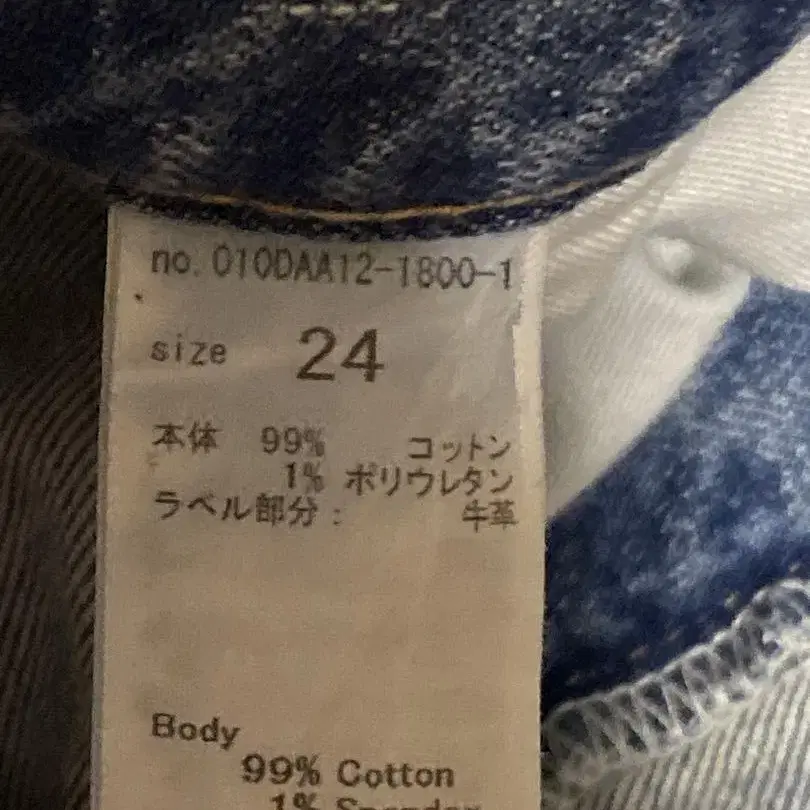 no.010DAA12-1800-1
size 24
本体 99% コットン
1% ポリウレタン
ラベル部分: 牛革
Body
99% Cotton
1%